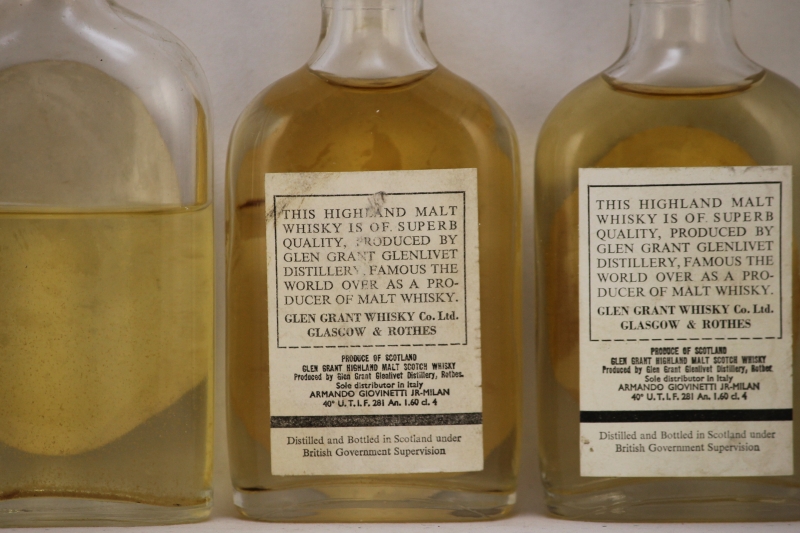 THIS HIGHLAND MALT
WHISKY IS OF SUPERB
QUALITY, PRODUCED BY
GLEN GRANT GLENLIVET
DISTILLERY, FAMOUS THE
WORLD OVER AS A PRO-
DUCER OF MALT WHISKY.
GLEN GRANT WHISKY Co. Ltd.
GLASGOW & ROTHES
PRODUCE OF SCOTLAND
GLEN GRANT HIGHLAND MALT SCOTCH WHISKY
Produced by Glen Grant Glenlivet Distillery, Rothes.
Sole distributor in Italy
ARMANDO GIOVINETTI JR-MILAN
40° U.T.I.F. 281 An. 1.60 cl. 4
Distilled and Bottled in Scotland under
British Government Supervision
THIS HIGHLAND MALT
WHISKY IS OF SUPERB
QUALITY, PRODUCED BY
GLEN GRANT GLENLIVET
DISTILLERY, FAMOUS THE
WORLD OVER AS A PRO-
DUCER OF MALT WHISKY.
GLEN GRANT WHISKY Co. Ltd.
GLASGOW & ROTHES
PRODUCE OF SCOTLAND
GLEN GRANT HIGHLAND MALT SCOTCH WHISKY
Produced by Glen Grant Glenlivet Distillery, Rothes.
Sole distributor in Italy
ARMANDO GIOVINETTI JR-MILAN
40° U.T.I.F. 281 An. 1.60 cl. 4
Distilled and Bottled in Scotland under
British Government Supervision